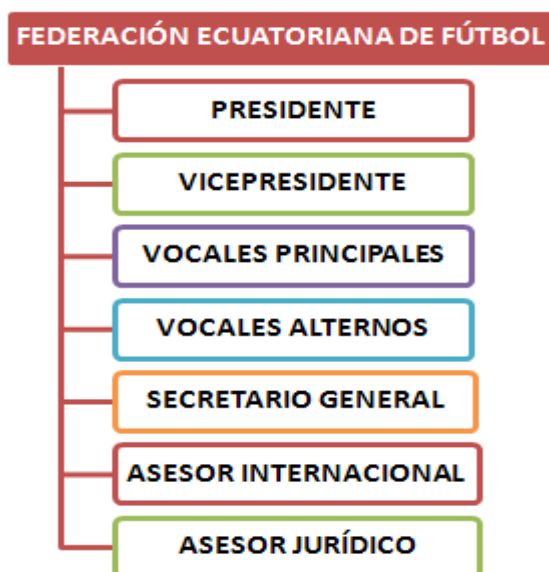 FEDERACIÓN ECUATORIANA DE FÚTBOL
PRESIDENTE
VICEPRESIDENTE
VOCALES PRINCIPALES
VOCALES ALTERNOS
SECRETARIO GENERAL
ASESOR INTERNACIONAL
ASESOR JURÍDICO